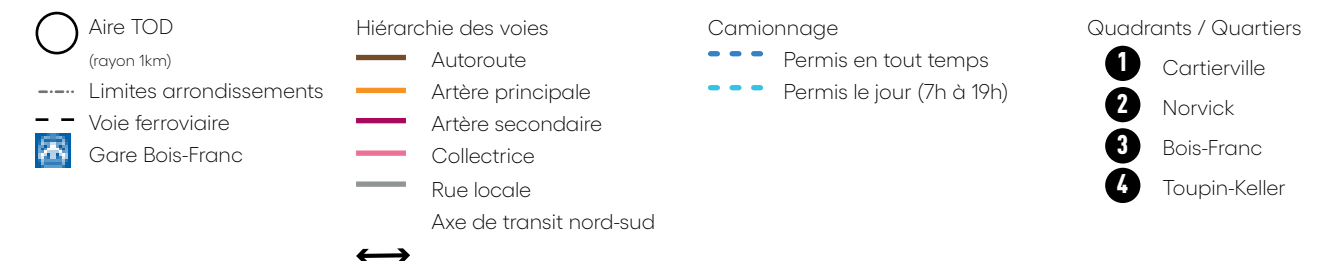 Aire TOD
(rayon 1km)
Limites arrondissements
Voie ferroviaire
Gare Bois-Franc
Hiérarchie des voies
Autoroute
Artère principale
Artère secondaire
Collectrice
Rue locale
Axe de transit nord-sud
Camionnage
Permis en tout temps
Permis le jour (7h à 19h)
Quadrants / Quartiers
1 Cartierville
2 Norvick
3 Bois-Franc
4 Toupin-Keller